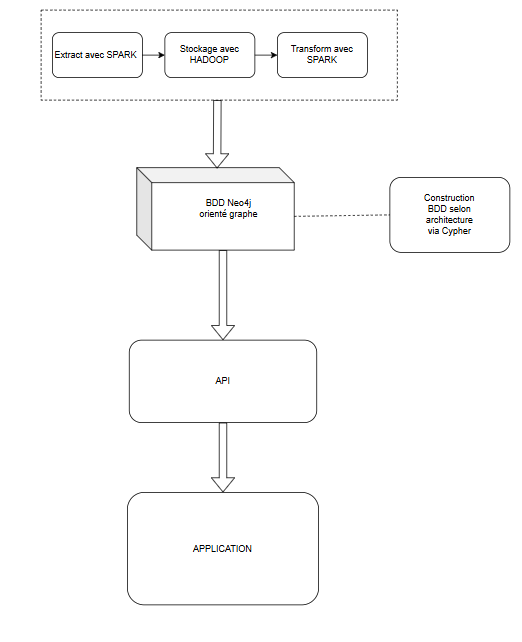 Extract avec SPARK
Stockage avec
HADOOP
Transform avec
SPARK
BDD Neo4j
orienté graphe
Construction
BDD selon
architecture
via Cypher
API
APPLICATION